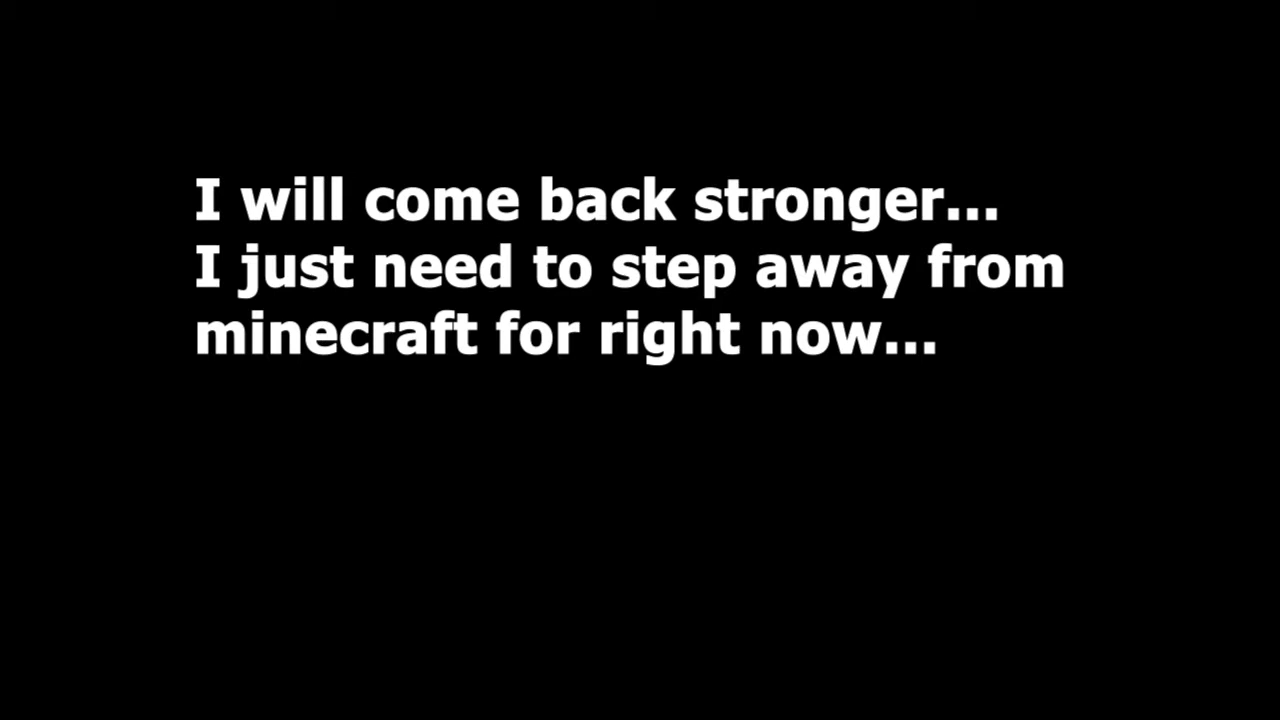 I will come back stronger...
I just need to step away from
minecraft for right now...